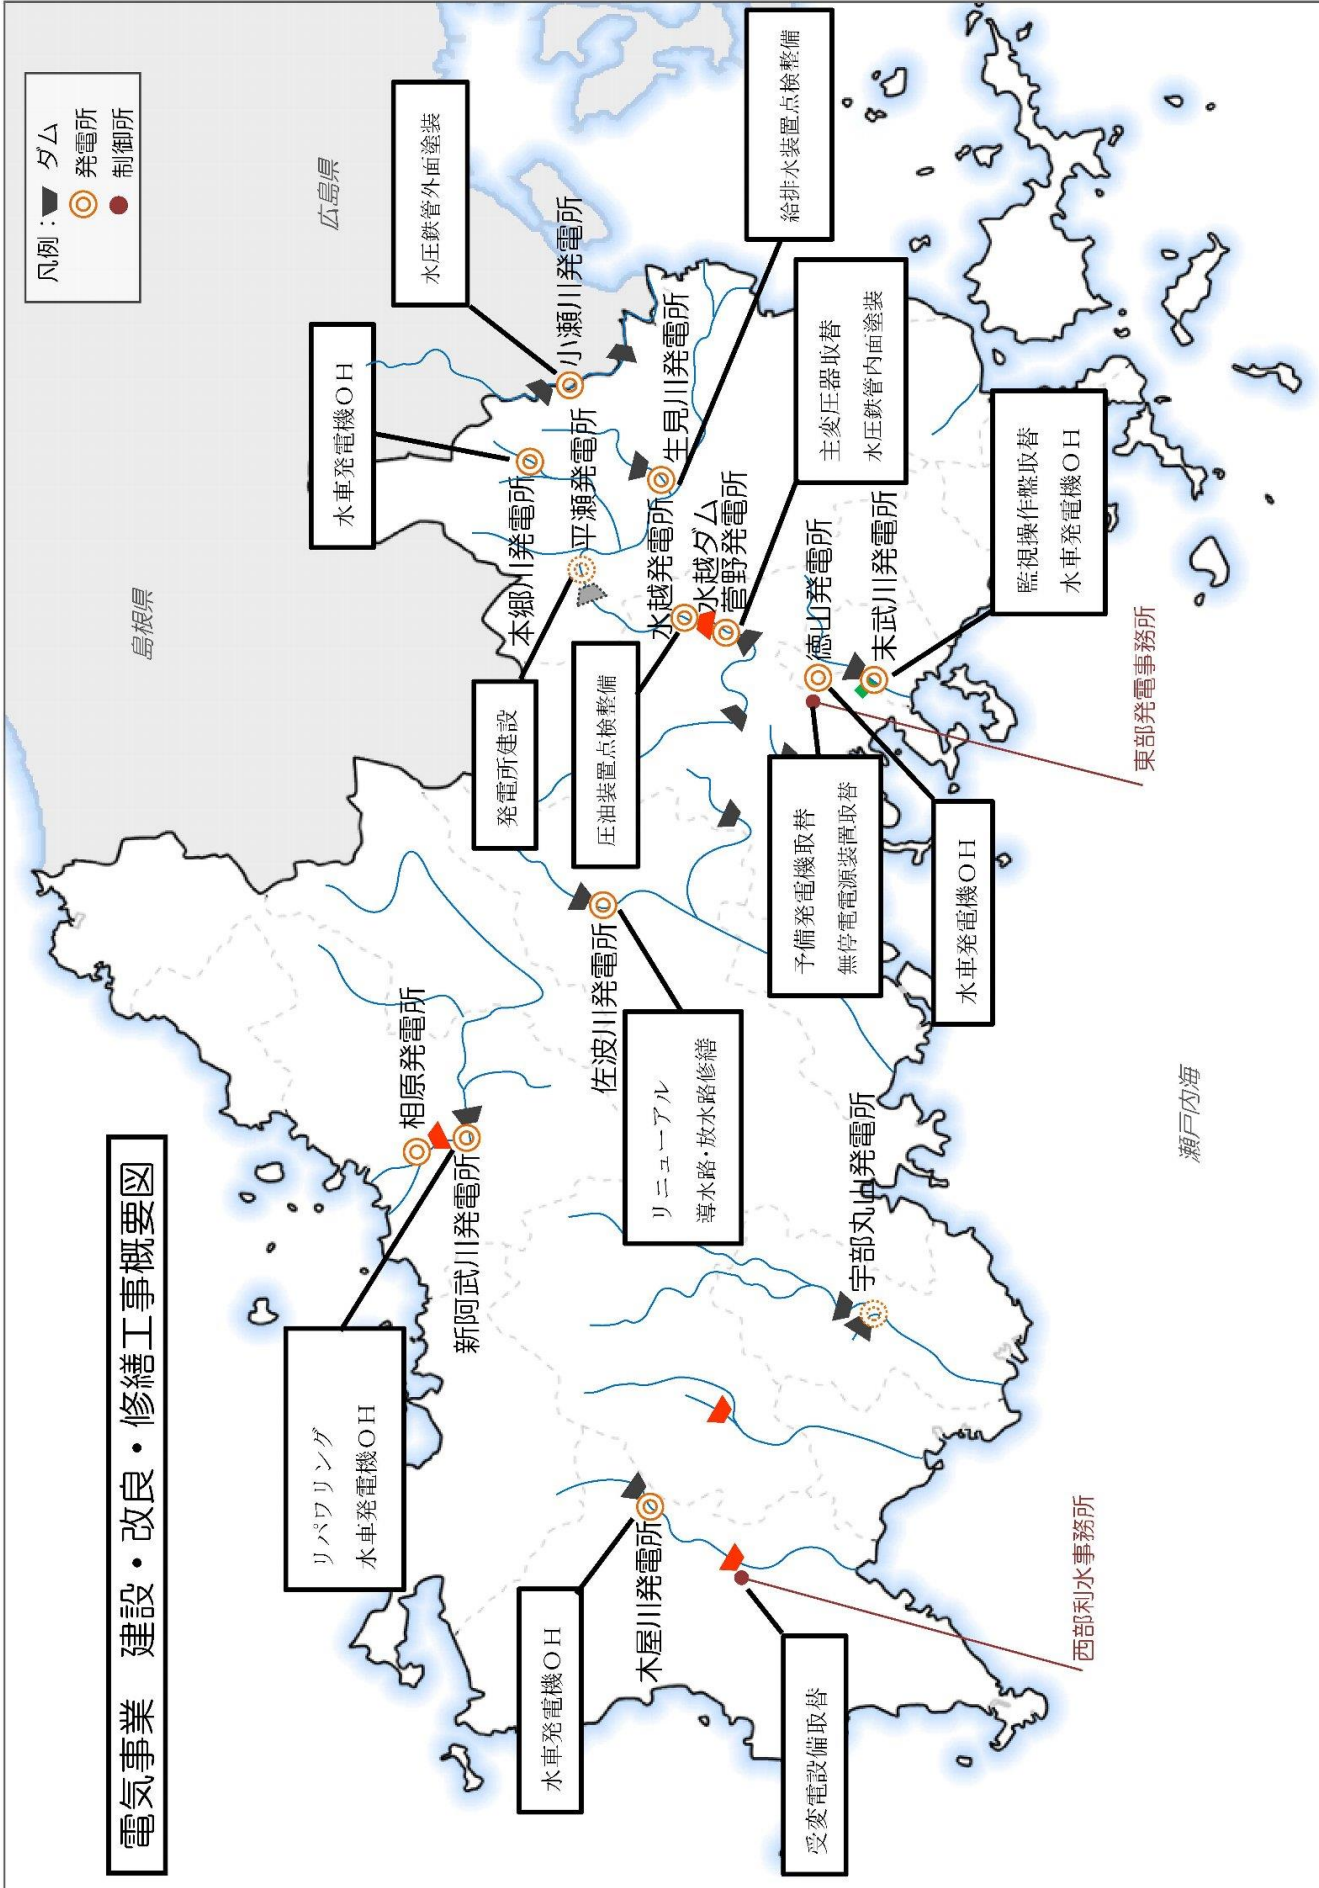 電気事業 建設・改良・修繕工事概要図
凡例：ダム
発電所
制御所
島根県
広島県
瀬戸内海
リパワリング
水車発電機OH
相原発電所
新阿武川発電所
水車発電機OH
木屋川発電所
受変電設備取替
西部利水事務所
宇部丸山発電所
リニューアル
導水路・放水路修繕
佐波川発電所
発電所建設
平瀬発電所
水車発電機OH
本郷川発電所
水圧鉄管外面塗装
小瀬川発電所
給排水装置点検整備
生見川発電所
圧油装置点検整備
水越発電所
水越ダム
菅野発電所
主変圧器取替
水圧鉄管内面塗装
徳山発電所
末武川発電所
監視操作盤取替
水車発電機OH
予備発電機取替
無停電電源装置取替
水車発電機OH
東部発電事務所